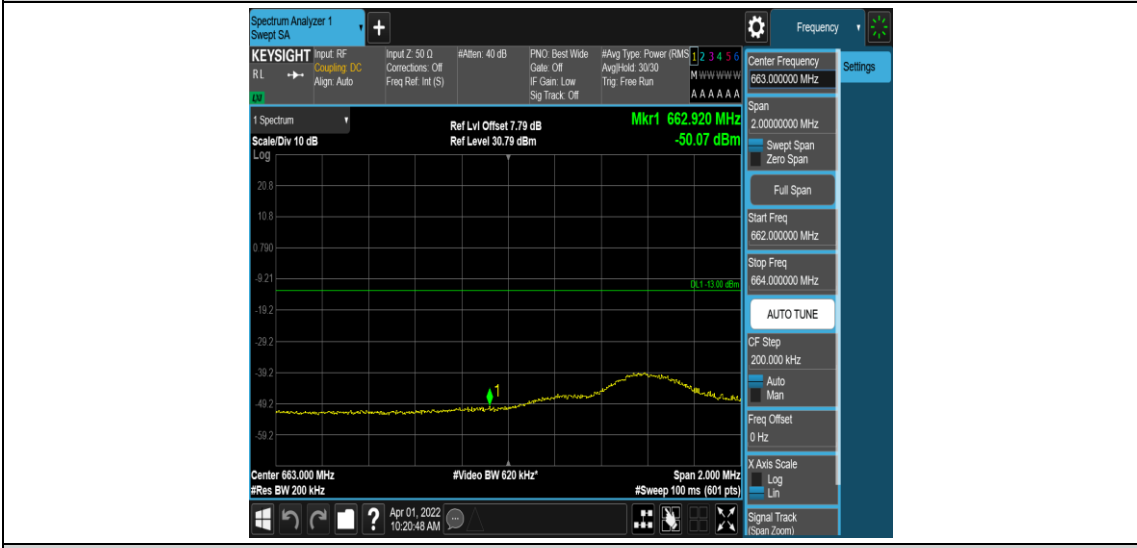 Spectrum Analyzer 1
Swept SA
+
Frequency
KEYSIGHT
RL
Input: RF
Coupling: DC
Align: Auto
Input Z: 50 Ω
Corrections: Off
Freq Ref: Int (S)
#Atten: 40 dB
PNO: Best Wide
Gate: Off
IF Gain: Low
Sig Track: Off
#Avg Type: Power (RMS
Avg|Hold: 30/30
Trig: Free Run
1 2 3 4 5 6
M W W W W W
A A A A A A
1 Spectrum
Scale/Div 10 dB
Log
Ref Lvl Offset 7.79 dB
Ref Level 30.79 dBm
Mkr1 662.920 MHz
-50.07 dBm
20.8
10.8
0.790
-9.21
DL1 -13.00 dBm
-19.2
-29.2
-39.2
1
-49.2
-59.2
Center 663.000 MHz
#Video BW 620 kHz*
Span 2.000 MHz
#Res BW 200 kHz
#Sweep 100 ms (601 pts)
?
Apr 01, 2022
10:20:48 AM
Center Frequency
663.000000 MHz
Settings
Span
2.00000000 MHz
Swept Span
Zero Span
Full Span
Start Freq
662.000000 MHz
Stop Freq
664.000000 MHz
AUTO TUNE
CF Step
200.000 kHz
Auto
Man
Freq Offset
0 Hz
X Axis Scale
Log
Lin
Signal Track
(Span Zoom)